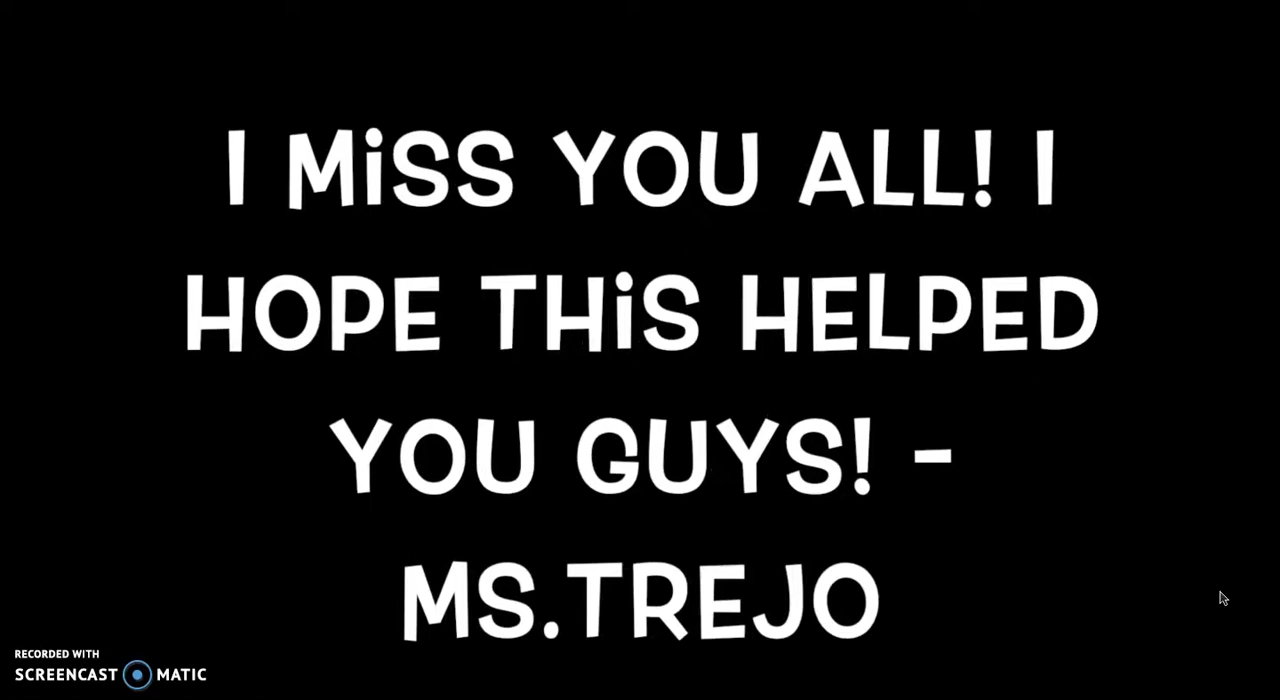 I MiSS YOU ALL! I
HOPE THiS HELPED
YOU GUYS! -
MS.TREJO
RECORDED WITH
SCREENCAST MATIC